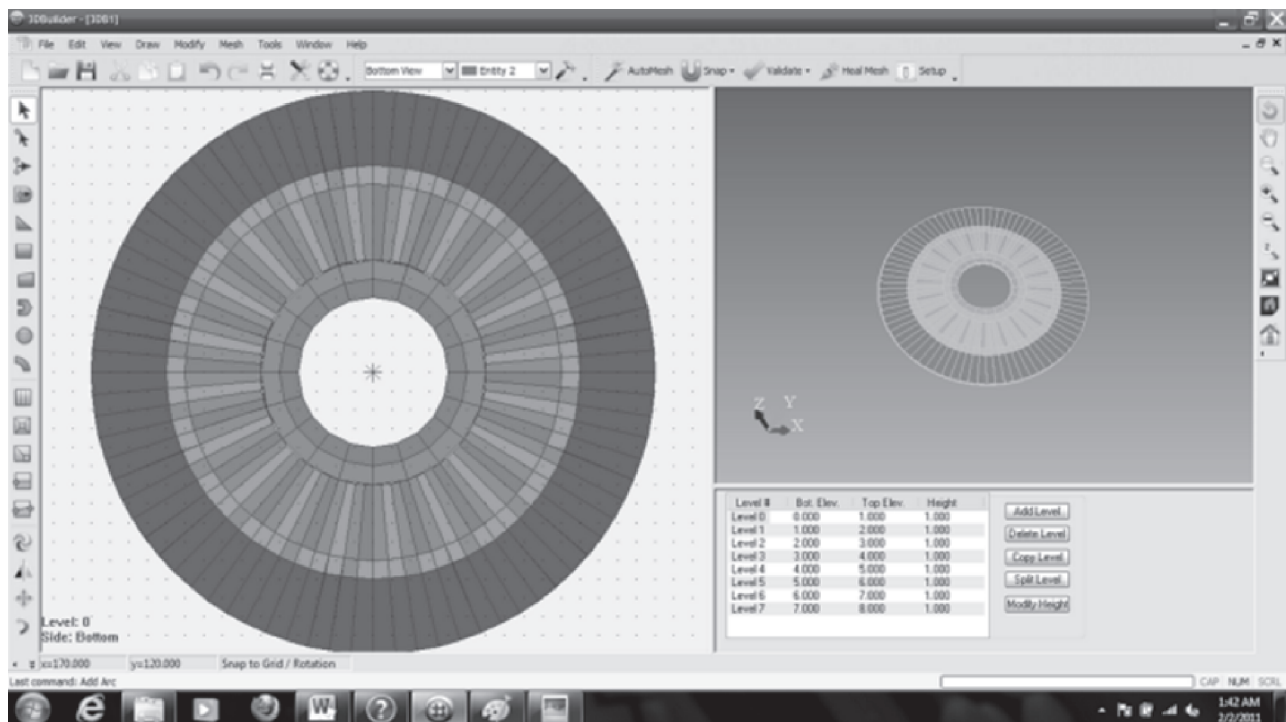 3DBuilder - [3DB1]
File Edit View Draw Modify Mesh Tools Window Help
Bottom View Entity 2 AutoMesh Snap Validate Heal Mesh Setup
Z Y
X
Level # Bot. Elev. Top Elev. Height
Level 0 0.000 1.000 1.000
Level 1 1.000 2.000 1.000
Level 2 2.000 3.000 1.000
Level 3 3.000 4.000 1.000
Level 4 4.000 5.000 1.000
Level 5 5.000 6.000 1.000
Level 6 6.000 7.000 1.000
Level 7 7.000 8.000 1.000
Add Level
Delete Level
Copy Level
Split Level
Modify Height
Level: 0
Side: Bottom
x=170.000 y=120.000 Snap to Grid / Rotation
Last command: Add Arc
CAP NUM SCRL
1:42 AM
2/2/2011